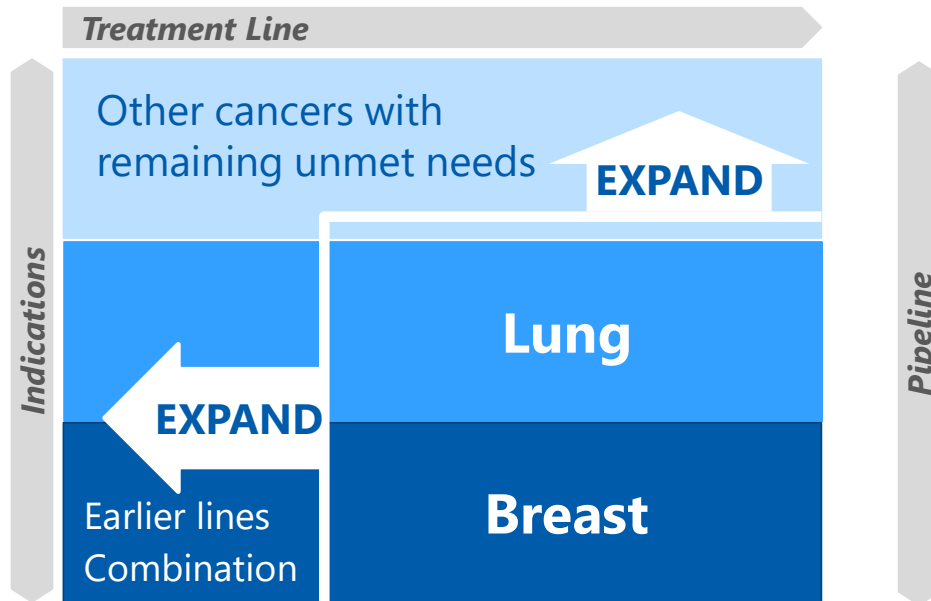 Treatment Line
Other cancers with
remaining unmet needs
EXPAND
Indications
Lung
Pipeline
EXPAND
Breast
Earlier lines
Combination